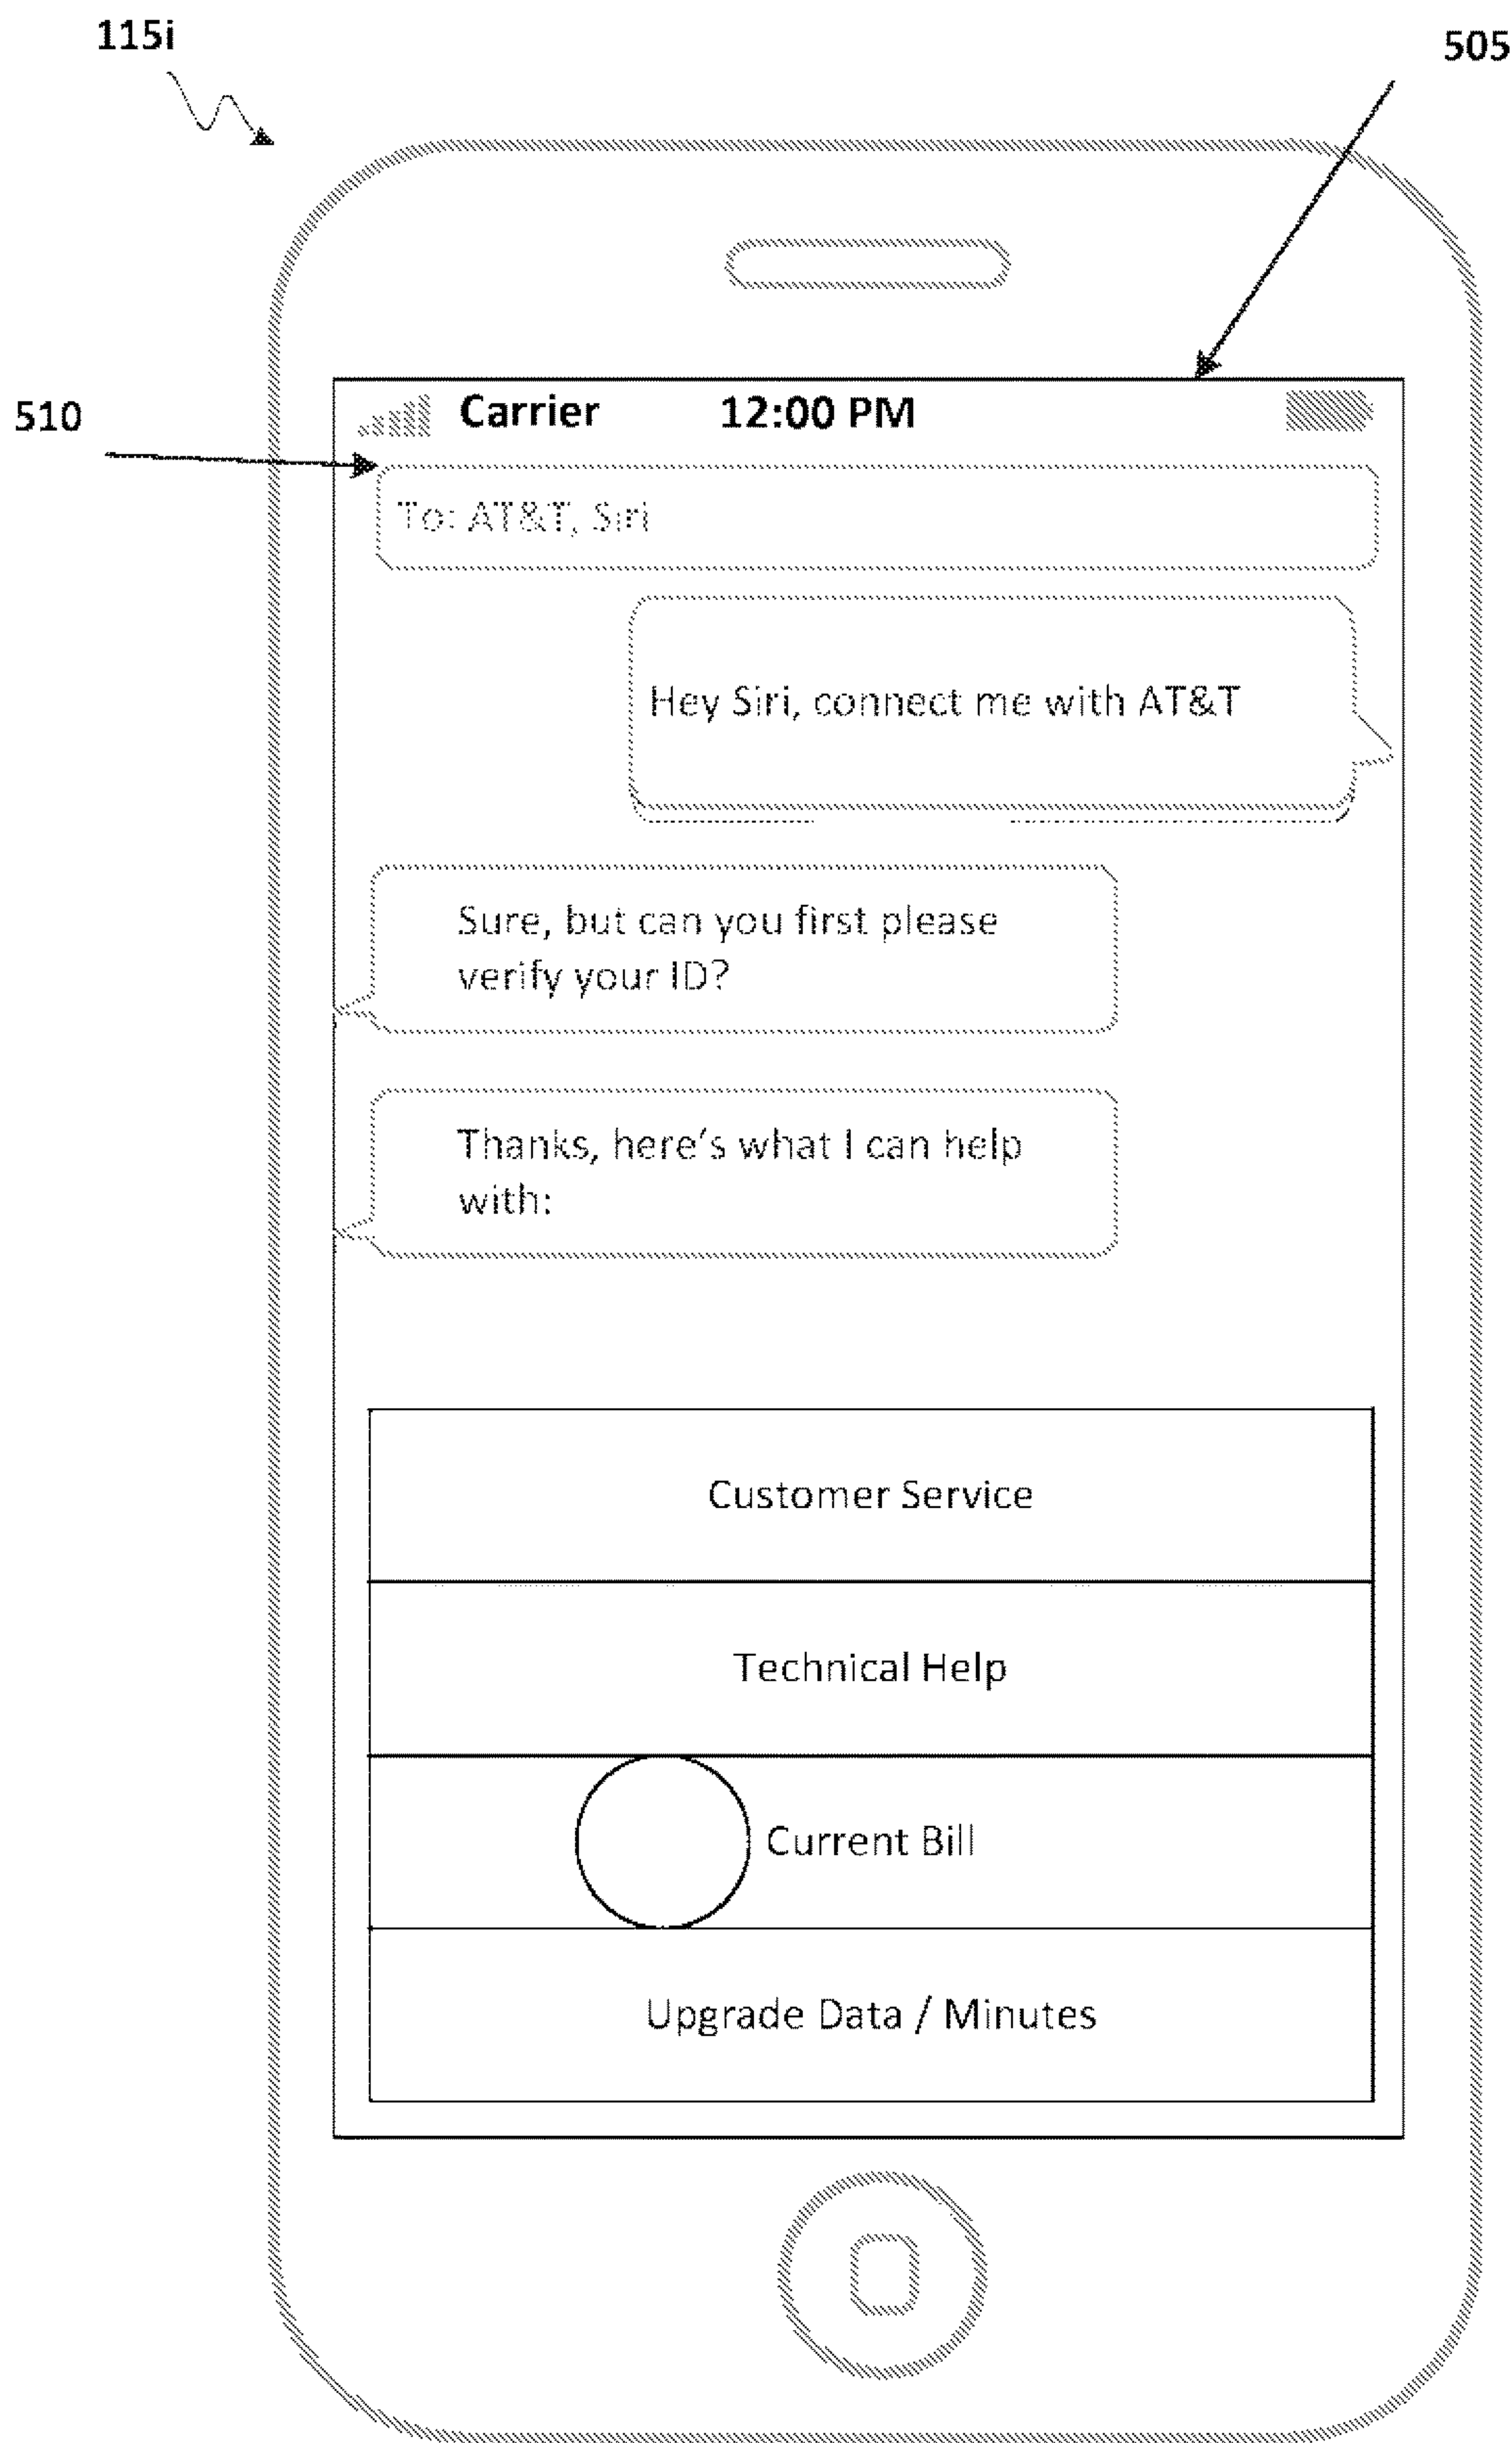 115i
505
510
Carrier 12:00 PM
To: AT&T, Siri
Hey Siri, connect me with AT&T
Sure, but can you first please
verify your ID?
Thanks, here's what I can help
with:
Customer Service
Technical Help
Current Bill
Upgrade Data / Minutes